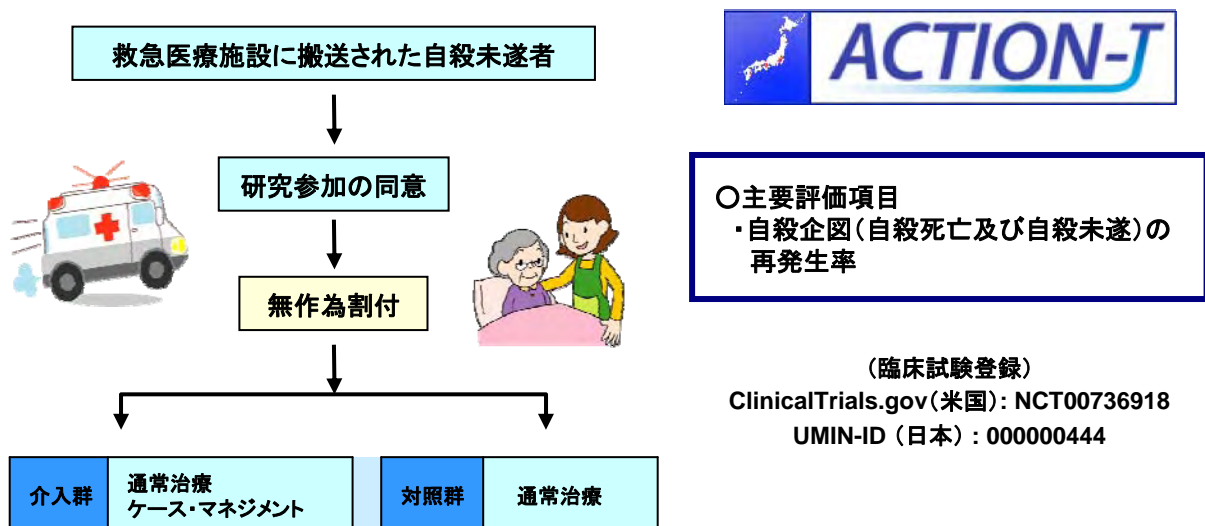 救急医療施設に搬送された自殺未遂者
研究参加の同意
無作為割付
介入群
通常治療
ケース・マネジメント
対照群
通常治療
ACTION-J
○主要評価項目
・自殺企図(自殺死亡及び自殺未遂)の
再発生率
(臨床試験登録)
ClinicalTrials.gov(米国): NCT00736918
UMIN-ID (日本) : 000000444